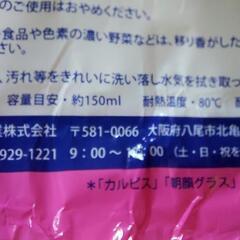 のご使用はおやめください。
食品や色素の濃い野菜などは、移り香がした
、汚れ等をきれいに洗い落し水気を拭き取っ
容量目安・約150ml 耐熱温度・80℃
業株式会社 〒581-0066 大阪府八尾市北亀
929-1221 9:00～ (土・日・祝を
*「カルピス」「朝顔グラス」